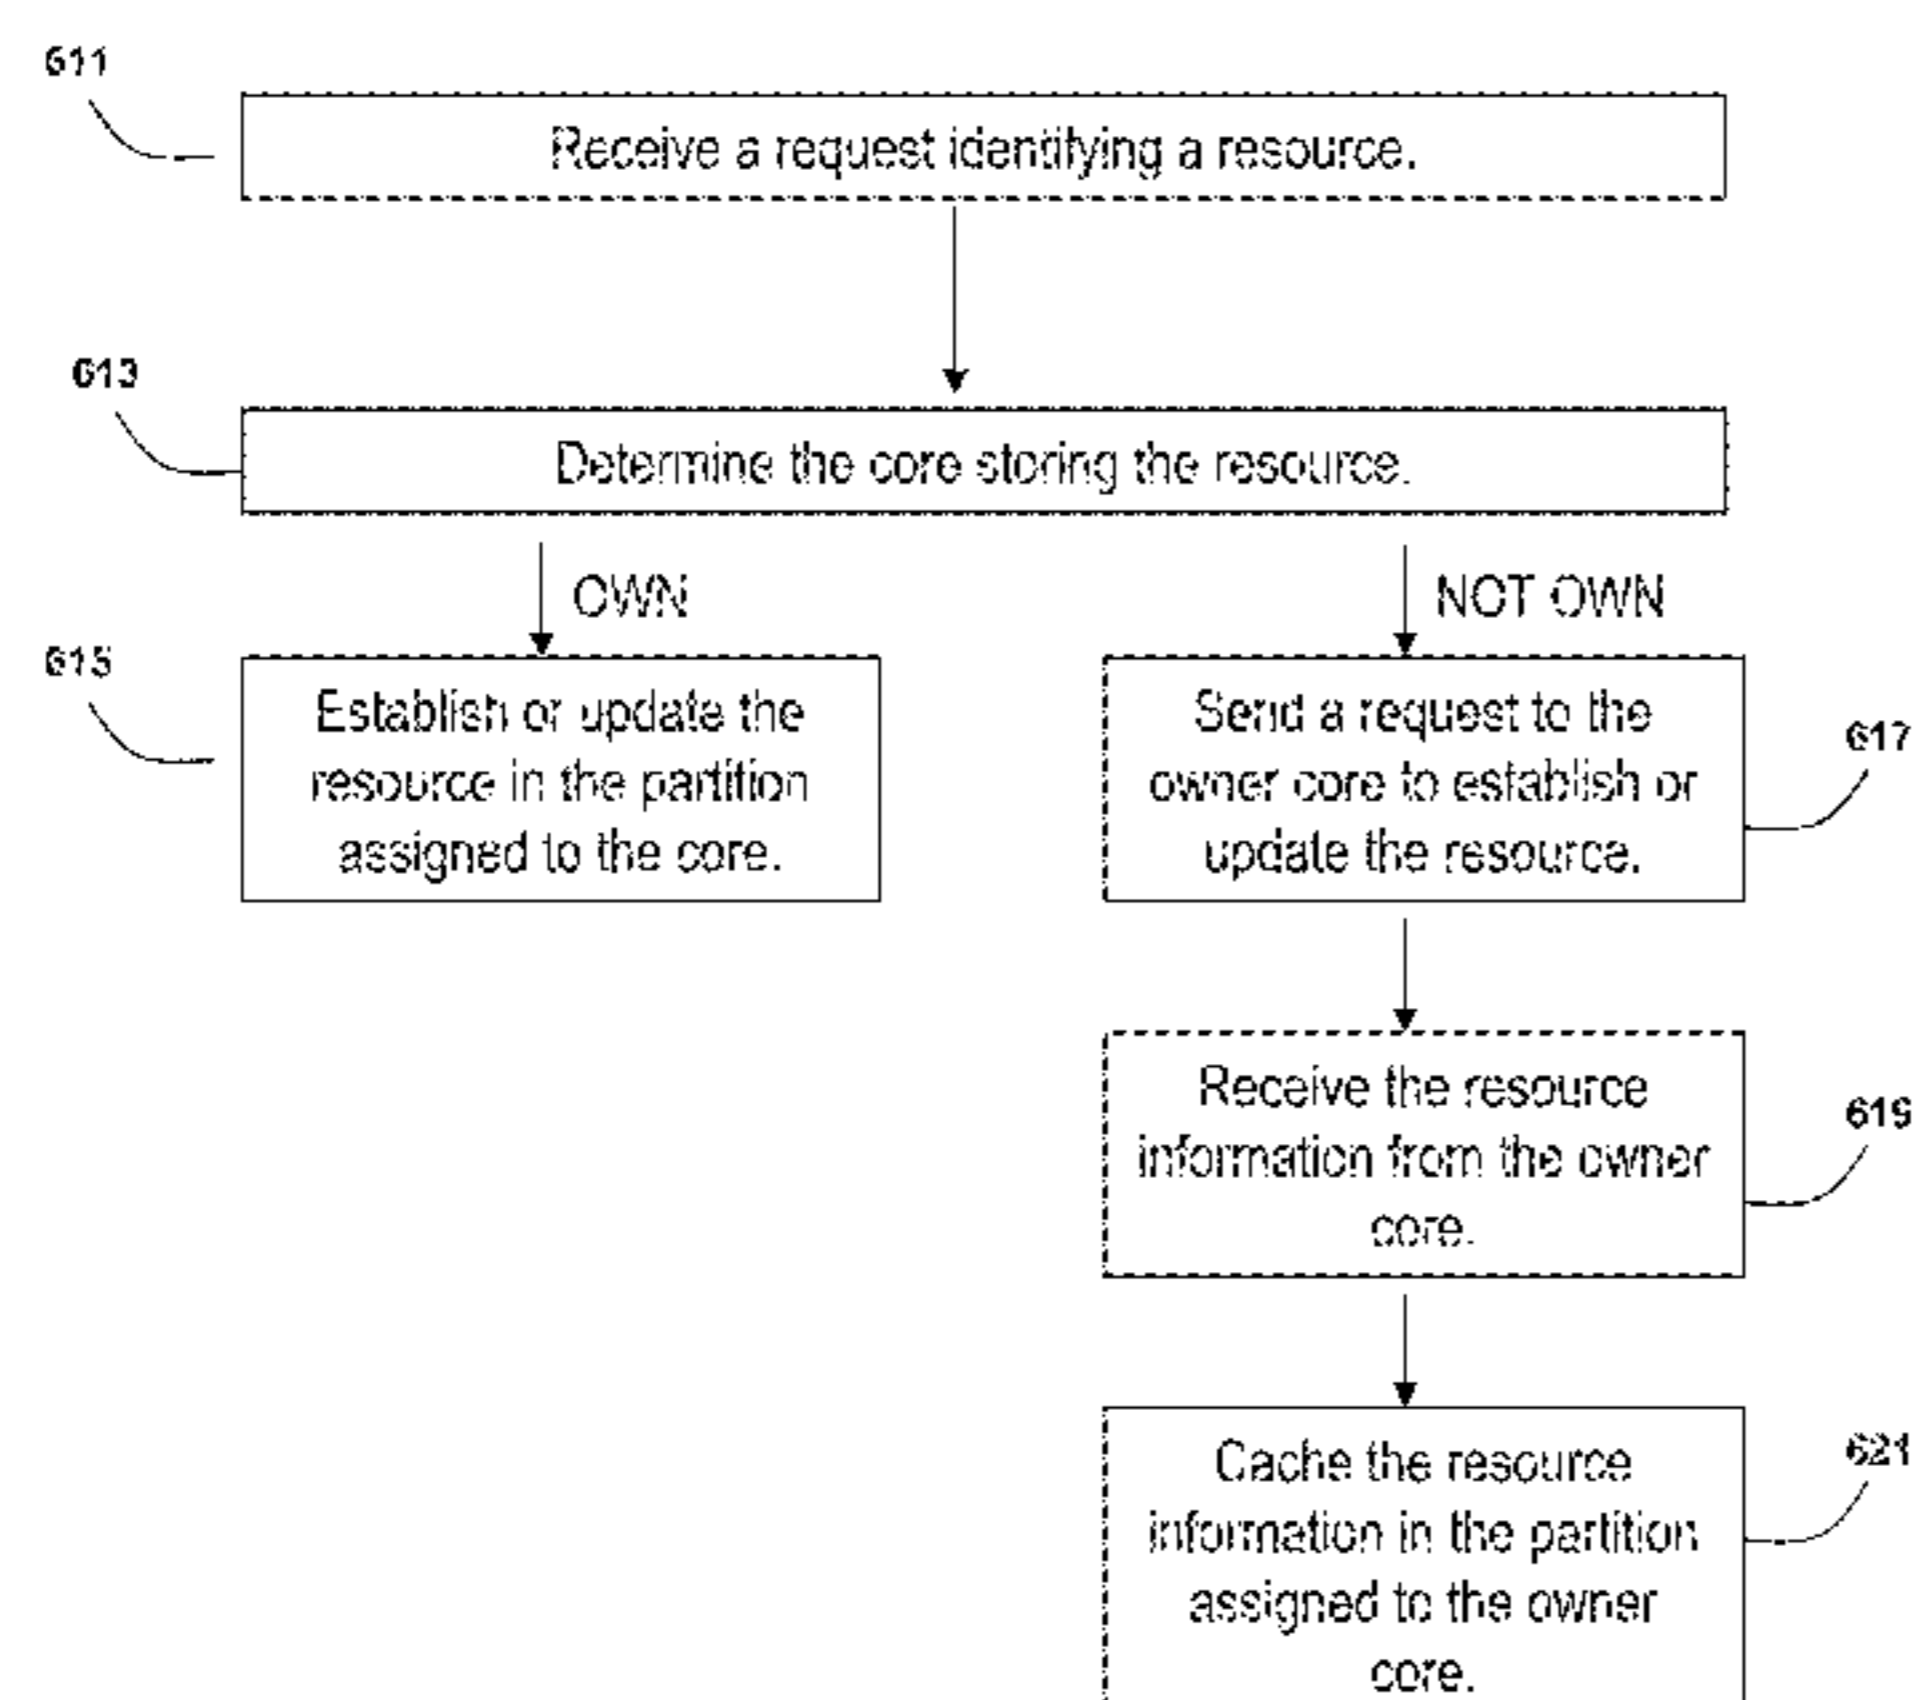 611
Receive a request identifying a resource.
613
Determine the core storing the resource.
OWN
NOT OWN
615
Establish or update the
resource in the partition
assigned to the core.
Send a request to the
owner core to establish or
update the resource.
617
Receive the resource
information from the owner
core.
619
Cache the resource
information in the partition
assigned to the owner
core.
621